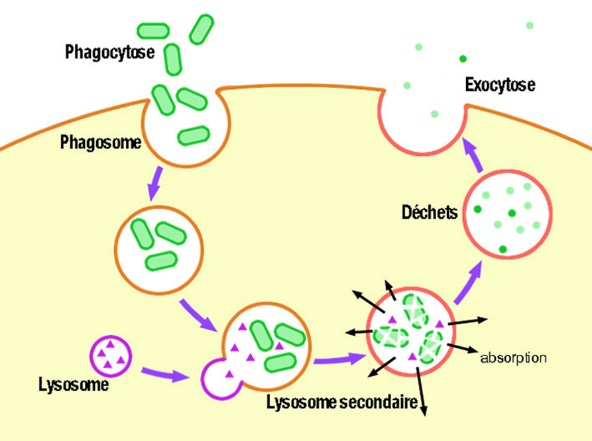 Phagocytose
Exocytose
Phagosome
Déchets
absorption
Lysosome
Lysosome secondaire